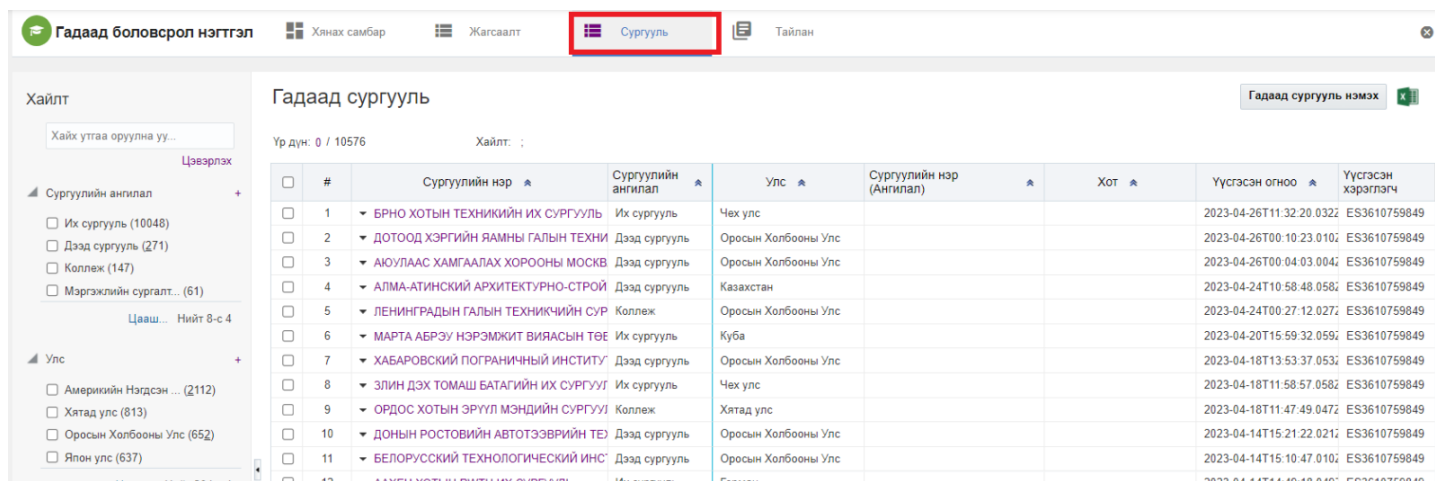 Гадаад боловсрол нэгтгэл Хянах самбар Жагсаалт Сургууль Тайлан
Хайлт
Хайх утгаа оруулна уу...
Цэвэрлэх
Сургуулийн ангилал +
Их сургууль (10048)
Дээд сургууль (271)
Коллеж (147)
Мэргэжлийн сургалт... (61)
Цааш... Нийт 8-с 4
Улс +
Америкийн Нэгдсэн ... (2112)
Хятад улс (813)
Оросын Холбооны Улс (652)
Япон улс (637)
Гадаад сургууль
Гадаад сургууль нэмэх
Үр дүн: 0 / 10576 Хайлт: ;
# Сургуулийн нэр Сургуулийн ангилал Улс Сургуулийн нэр (Ангилал) Хот Үүсгэсэн огноо Үүсгэсэн хэрэглэгч
1 БРНО ХОТЫН ТЕХНИКИЙН ИХ СУРГУУЛЬ Их сургууль Чех улс 2023-04-26T11:32:20.032Z ES3610759849
2 ДОТООД ХЭРГИЙН ЯАМНЫ ГАЛЫН ТЕХНИ Дээд сургууль Оросын Холбооны Улс 2023-04-26T00:10:23.010Z ES3610759849
3 АЮУЛААС ХАМГААЛАХ ХОРООНЫ МОСКВ Дээд сургууль Оросын Холбооны Улс 2023-04-26T00:04:03.004Z ES3610759849
4 АЛМА-АТИНСКИЙ АРХИТЕКТУРНО-СТРОЙ Дээд сургууль Казахстан 2023-04-24T10:58:48.058Z ES3610759849
5 ЛЕНИНГРАДЫН ГАЛЫН ТЕХНИКЧИЙН СУР Коллеж Оросын Холбооны Улс 2023-04-24T00:27:12.027Z ES3610759849
6 МАРТА АБРЭУ НЭРЭМЖИТ ВИЯАСЫН ТӨВ Их сургууль Куба 2023-04-20T15:59:32.059Z ES3610759849
7 ХАБАРОВСКИЙ ПОГРАНИЧНЫЙ ИНСТИТУТ Дээд сургууль Оросын Холбооны Улс 2023-04-18T13:53:37.053Z ES3610759849
8 ЗЛИН ДЭХ ТОМАШ БАТАГИЙН ИХ СУРГУУЛ Их сургууль Чех улс 2023-04-18T11:58:57.058Z ES3610759849
9 ОРДОС ХОТЫН ЭРҮҮЛ МЭНДИЙН СУРГУУЛ Коллеж Хятад улс 2023-04-18T11:47:49.047Z ES3610759849
10 ДОНЫН РОСТОВИЙН АВТОТЭЭВРИЙН ТЕХ Дээд сургууль Оросын Холбооны Улс 2023-04-14T15:21:22.021Z ES3610759849
11 БЕЛОРУССКИЙ ТЕХНОЛОГИЧЕСКИЙ ИНСТ Дээд сургууль Оросын Холбооны Улс 2023-04-14T15:10:47.010Z ES3610759849